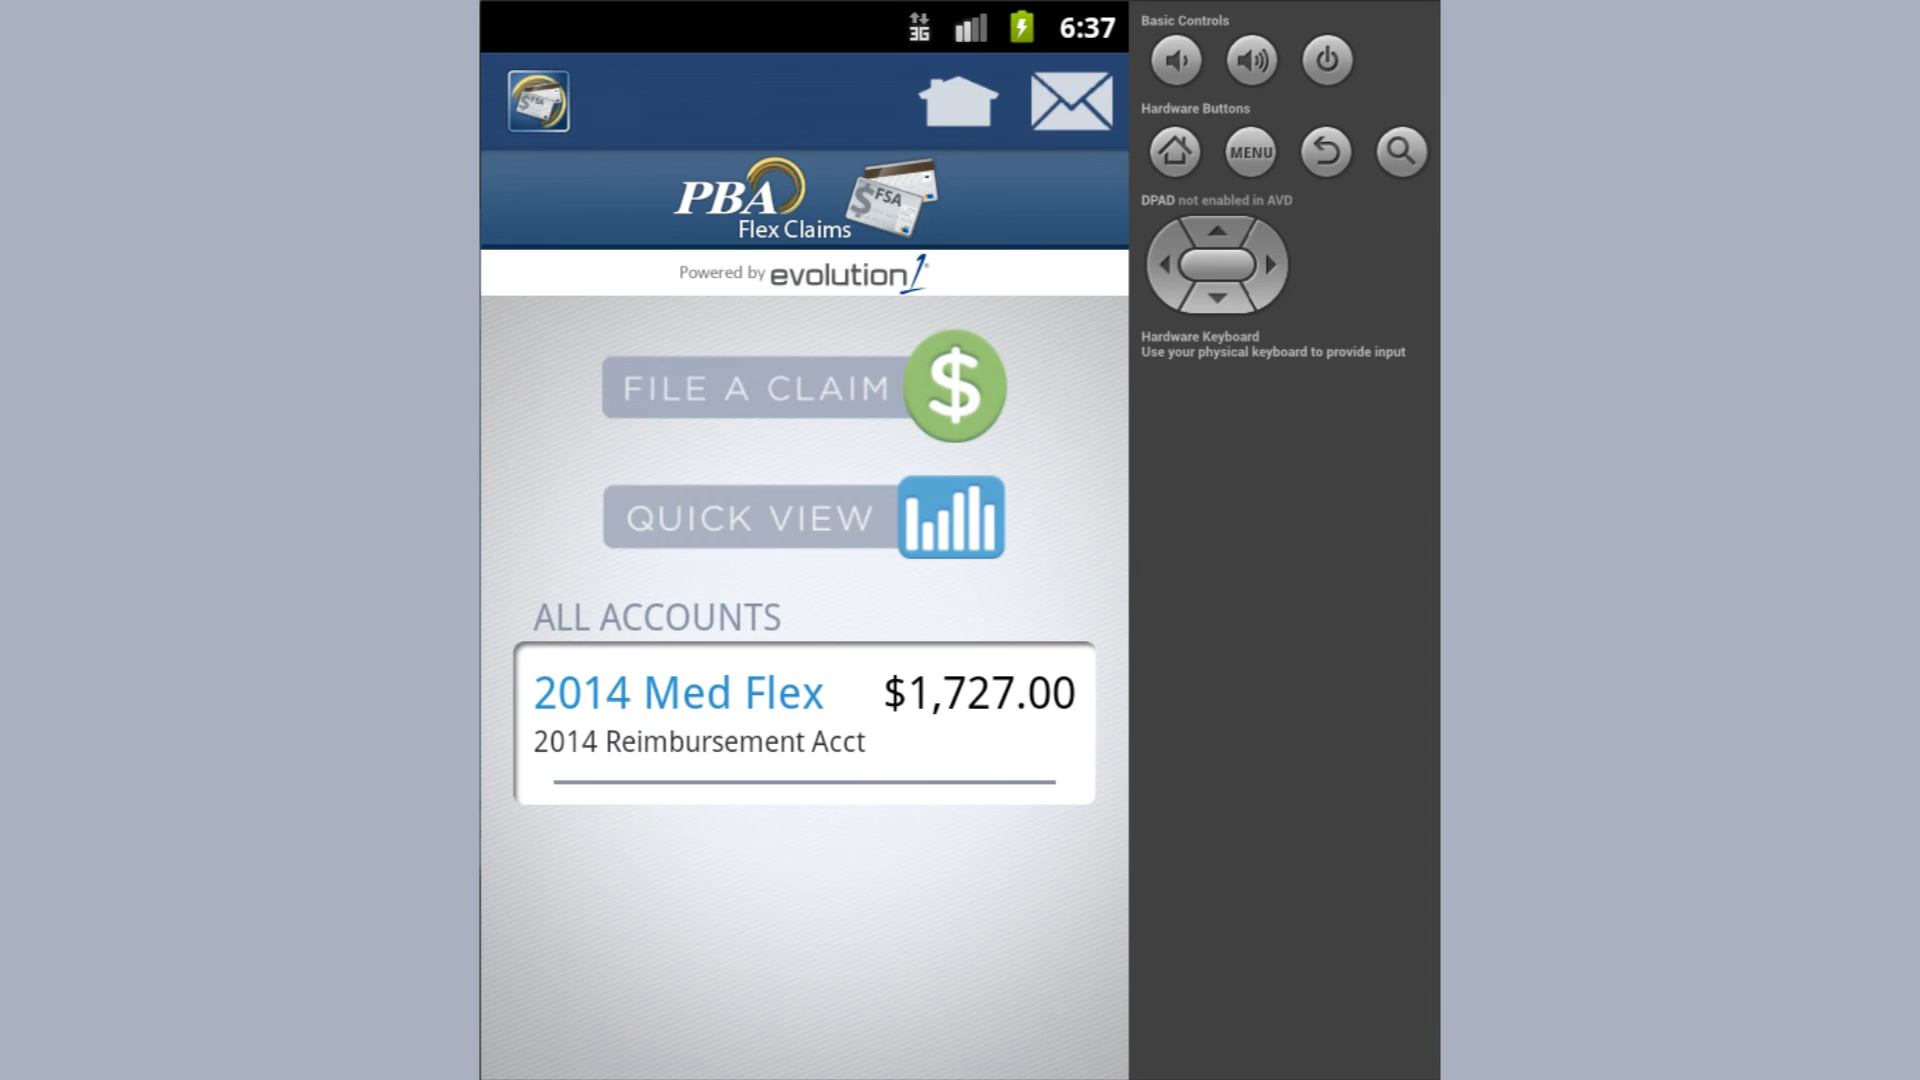 3G 6:37
FSA
PBA
Flex Claims
FSA
Powered by evolution1®
FILE A CLAIM $
QUICK VIEW
ALL ACCOUNTS
2014 Med Flex $1,727.00
2014 Reimbursement Acct
Basic Controls
Hardware Buttons
MENU
DPAD not enabled in AVD
Hardware Keyboard
Use your physical keyboard to provide input